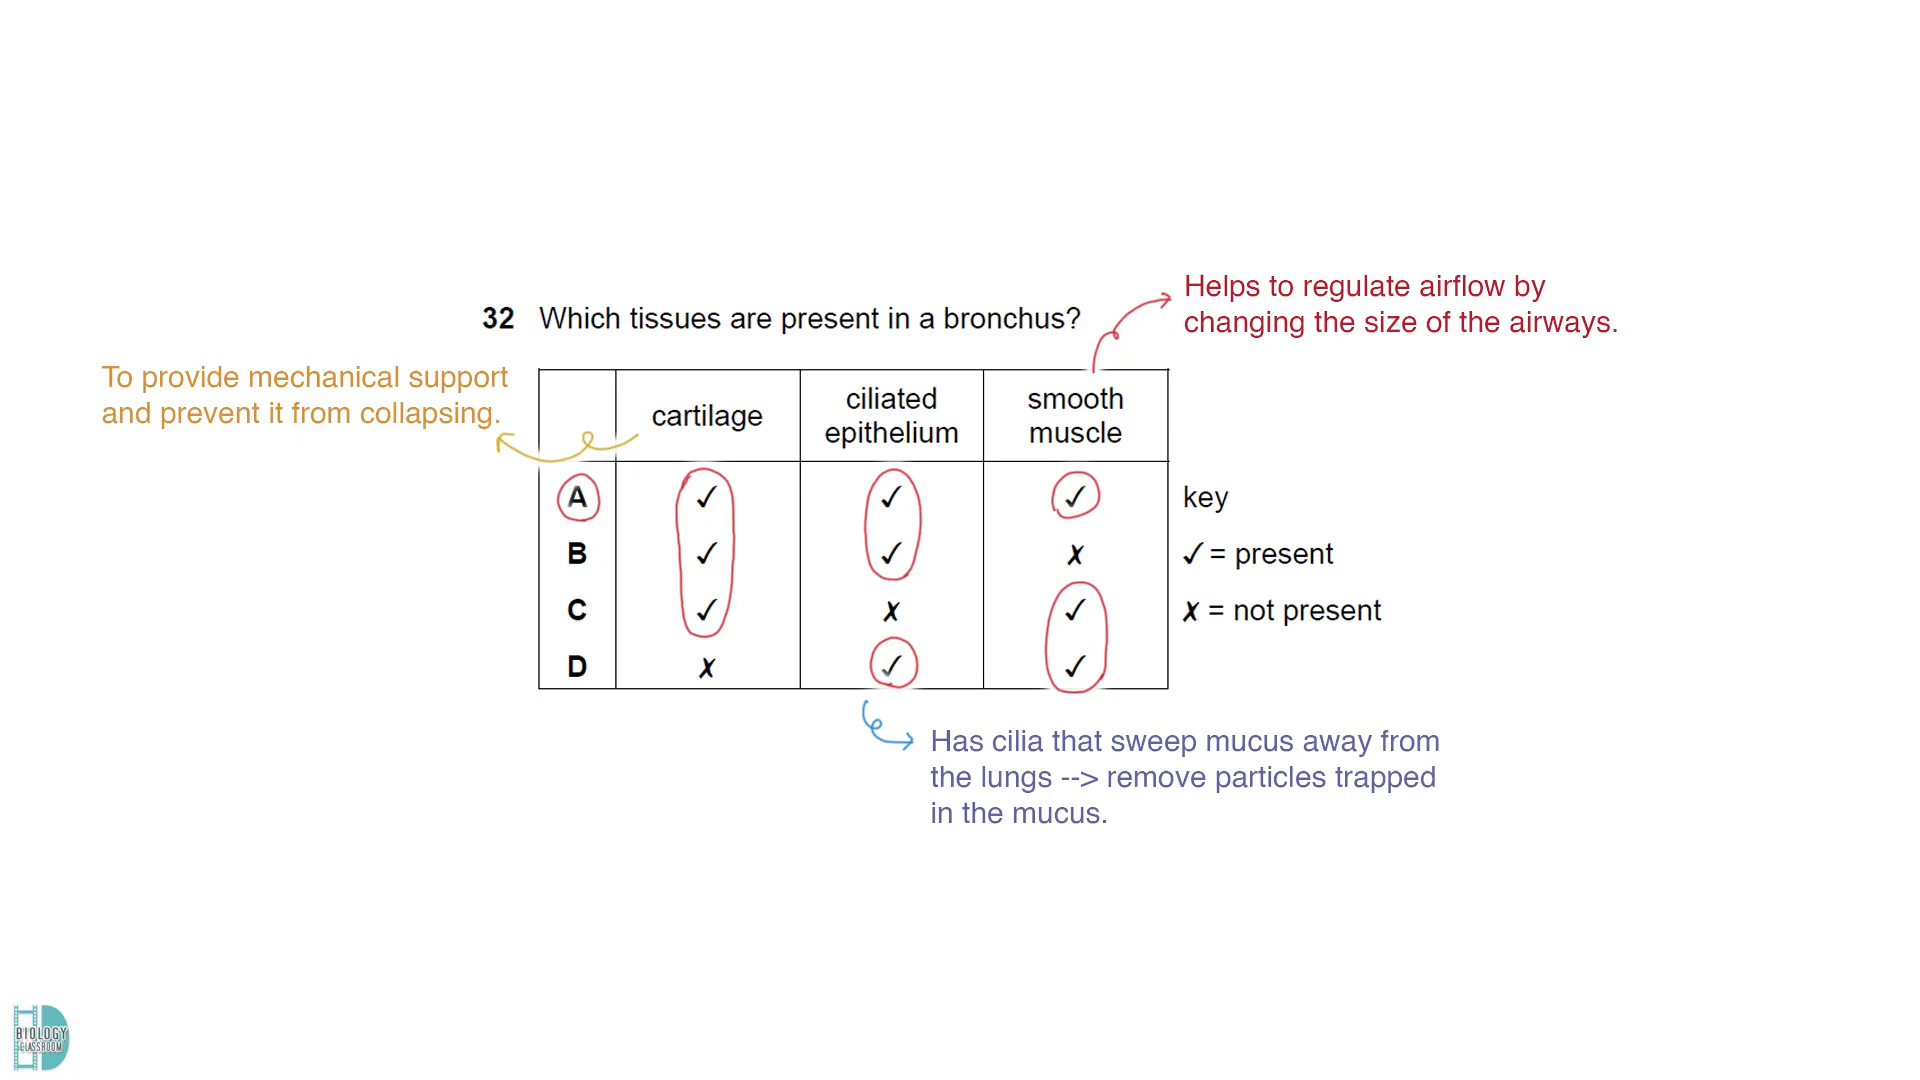 Helps to regulate airflow by
changing the size of the airways.
32 Which tissues are present in a bronchus?
To provide mechanical support
and prevent it from collapsing.
cartilage
ciliated
epithelium
smooth
muscle
A ✓ ✓ ✓ key
B ✓ ✓ ✗ ✓ = present
C ✓ ✗ ✓ ✗ = not present
D ✗ ✓ ✓
Has cilia that sweep mucus away from
the lungs --> remove particles trapped
in the mucus.
BIOLOGY
CLASSROOM